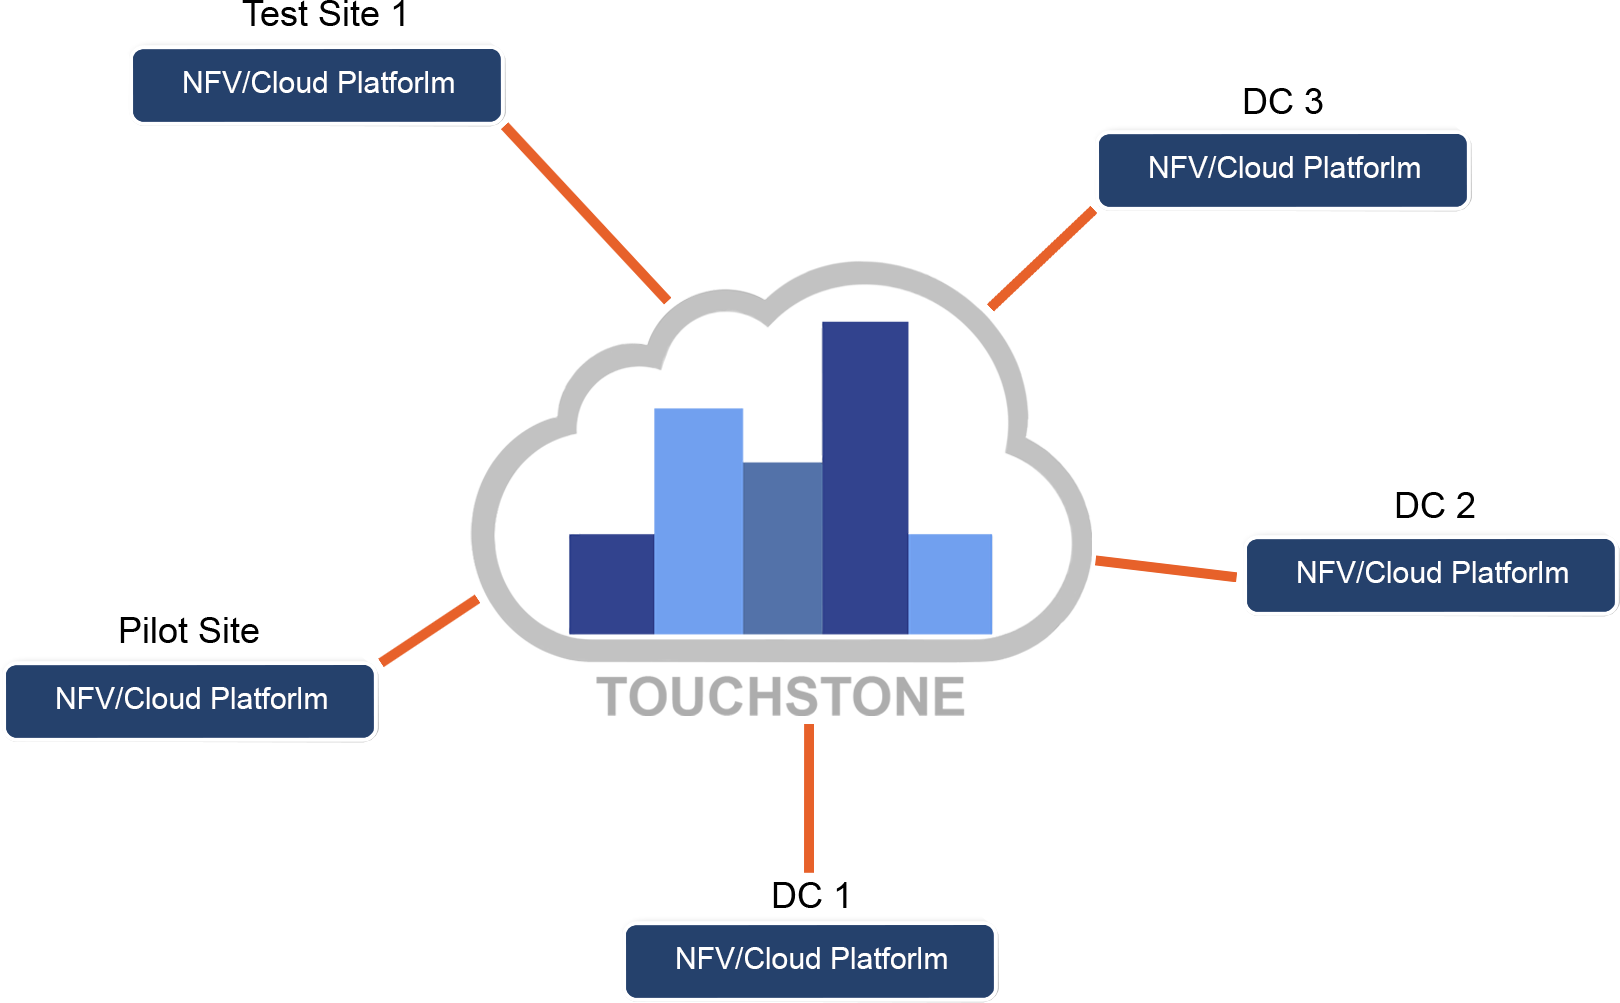 Test Site 1
NFV/Cloud Platforlm
DC 3
NFV/Cloud Platforlm
DC 2
NFV/Cloud Platforlm
Pilot Site
NFV/Cloud Platforlm
TOUCHSTONE
DC 1
NFV/Cloud Platforlm